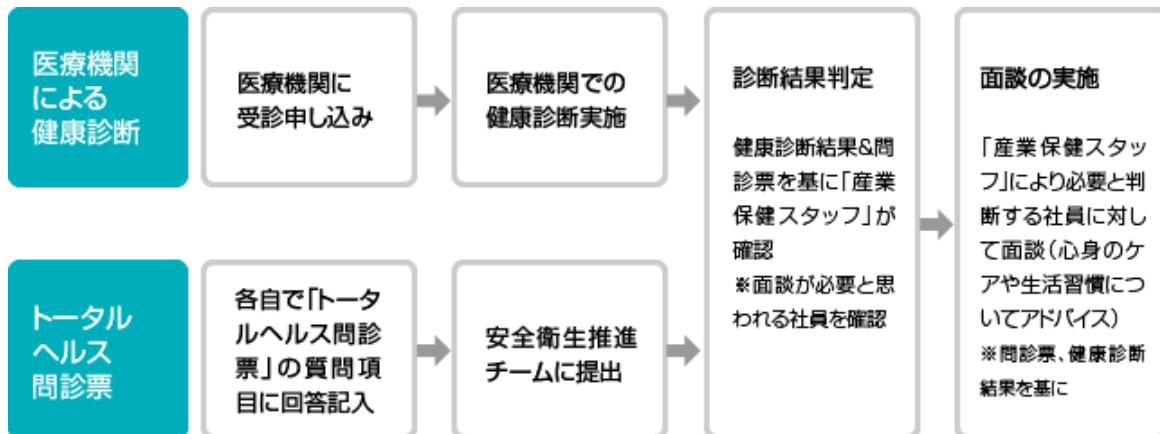 医療機関
による
健康診断
医療機関に
受診申し込み
医療機関での
健康診断実施
診断結果判定
健康診断結果&問
診票を基に「産業
保健スタッフ」が
確認
※面談が必要と思
われる社員を確認
面談の実施
「産業保健スタッ
フ」により必要と判
断する社員に対し
て面談(心身のケ
アや生活習慣につ
いてアドバイス)
※問診票、健康診断
結果を基に
トータル
ヘルス
問診票
各自で「トータ
ルヘルス問診
票」の質問項
目に回答記入
安全衛生推進
チームに提出